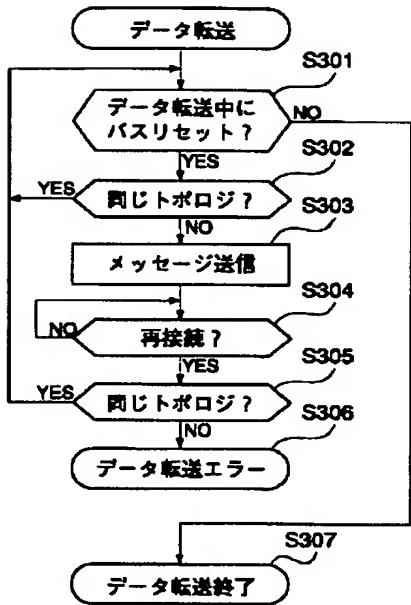 データ転送
S301
データ転送中に
バスリセット？
NO
YES
S302
同じトポロジ？
YES
NO
S303
メッセージ送信
S304
再接続？
NO
YES
S305
同じトポロジ？
YES
NO
S306
データ転送エラー
S307
データ転送終了